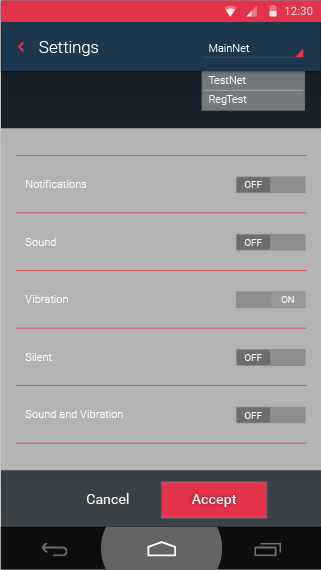 12:30
Settings
MainNet
TestNet
RegTest
Notifications
OFF
Sound
OFF
Vibration
ON
Silent
OFF
Sound and Vibration
OFF
Cancel
Accept